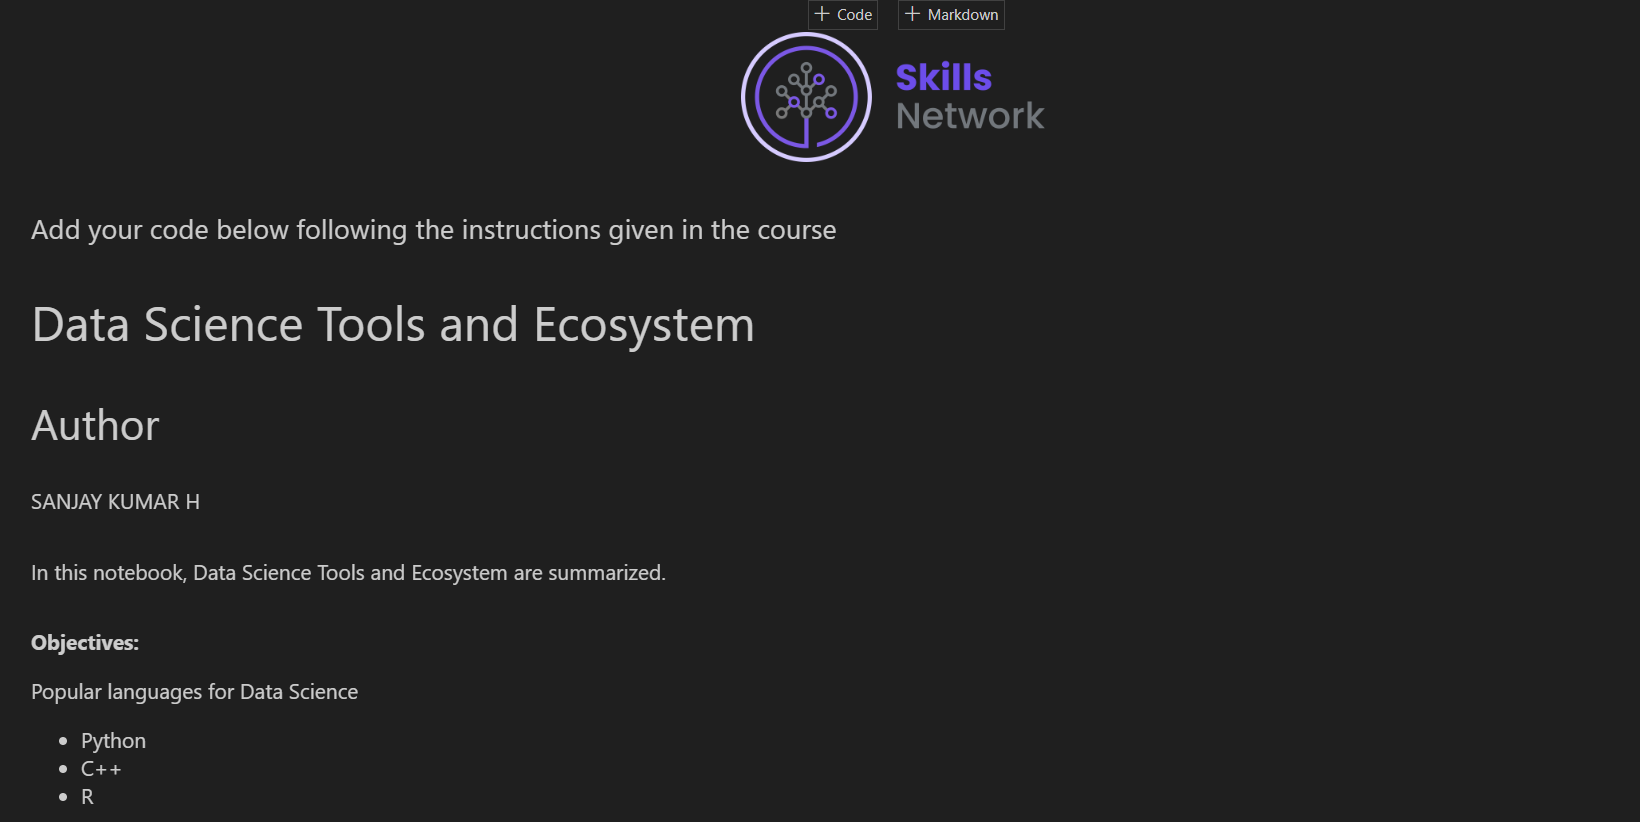 + Code + Markdown
Skills
Network
Add your code below following the instructions given in the course
Data Science Tools and Ecosystem
Author
SANJAY KUMAR H
In this notebook, Data Science Tools and Ecosystem are summarized.
Objectives:
Popular languages for Data Science
• Python
• C++
• R